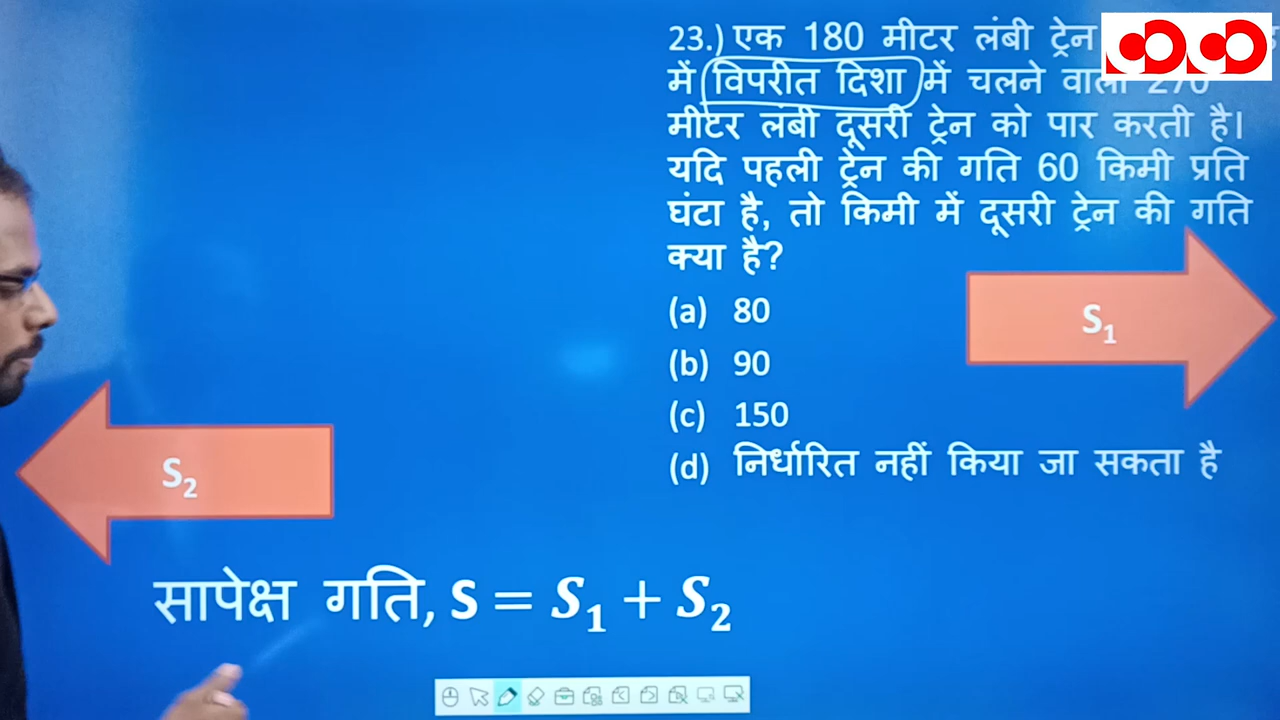 23.) एक 180 मीटर लंबी ट्रेन
में विपरीत दिशा में चलने वाली 270
मीटर लंबी दूसरी ट्रेन को पार करती है।
यदि पहली ट्रेन की गति 60 किमी प्रति
घंटा है, तो किमी में दूसरी ट्रेन की गति
क्या है?
(a) 80
(b) 90
(c) 150
(d) निर्धारित नहीं किया जा सकता है
S₁
S₂
सापेक्ष गति, S = S₁ + S₂